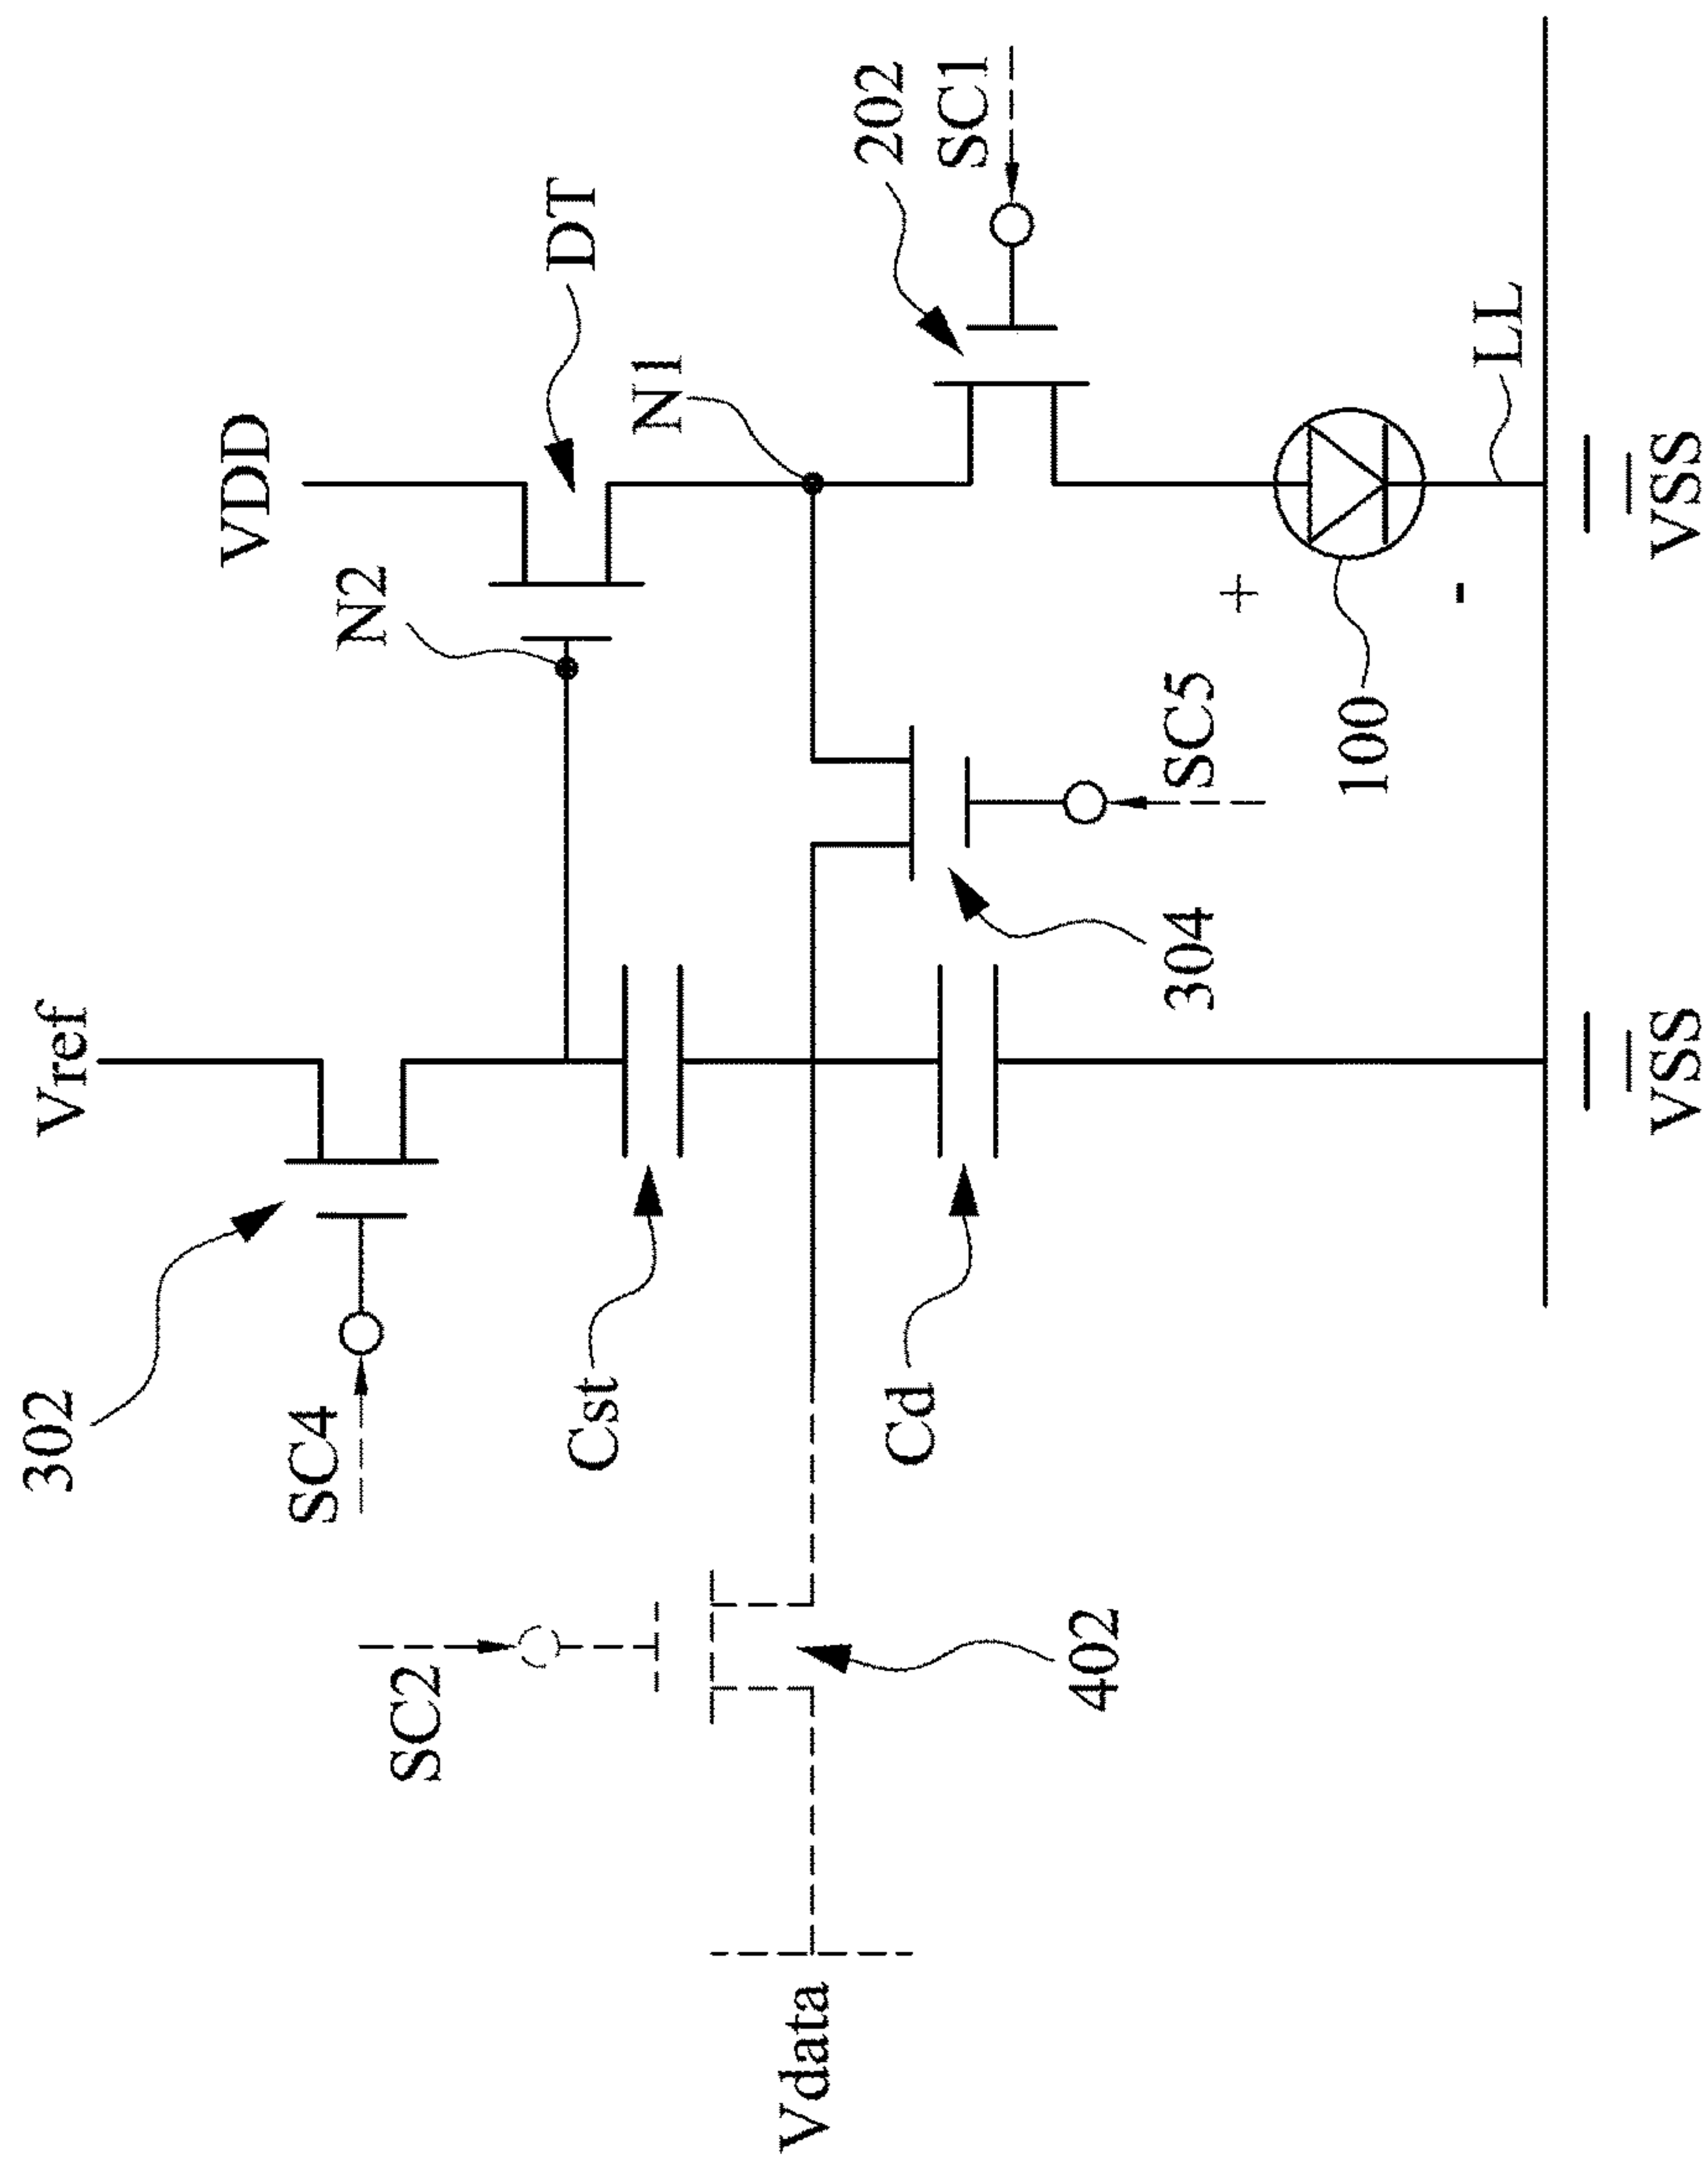 Vref
VDD
302
SC4
N2
DT
SC2
Cst
N1
202
SC1
Vdata
Cd
402
304
SC5
+
100
-
LL
VSS
VSS